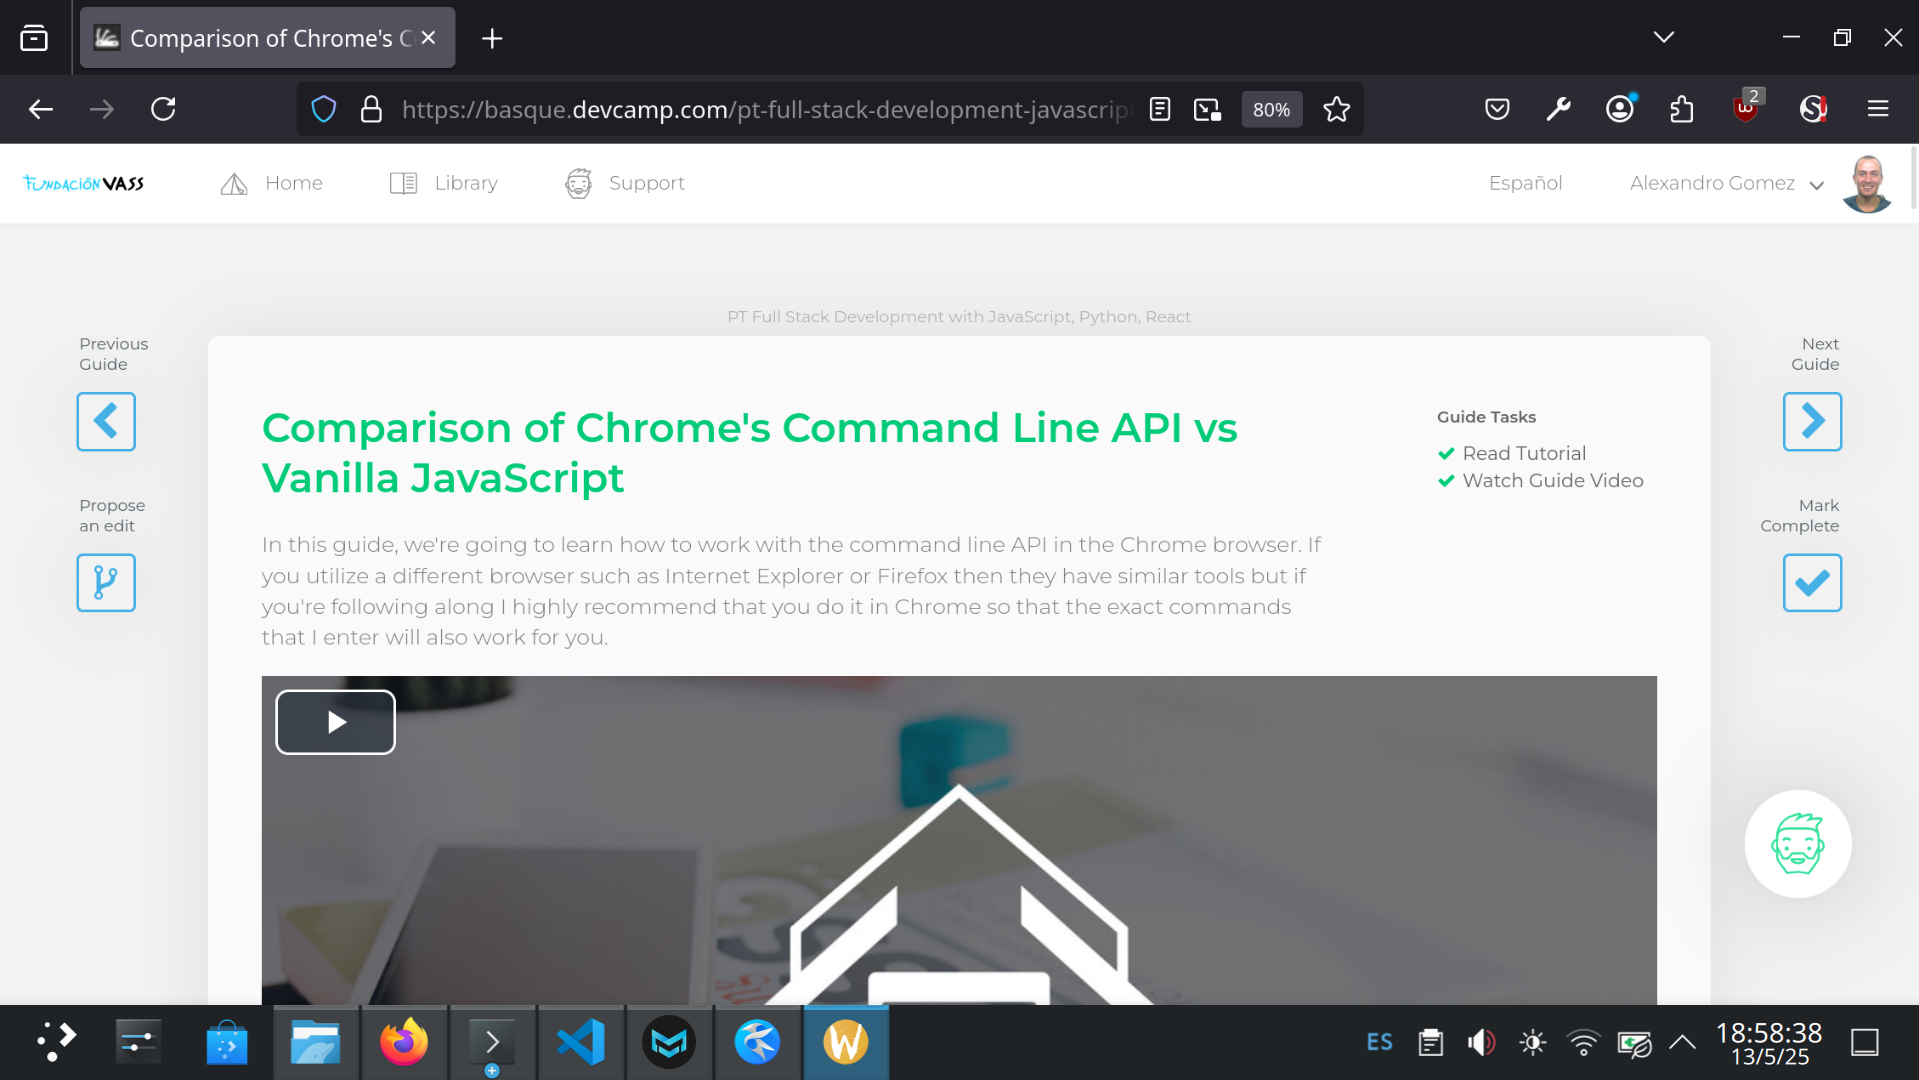 Comparison of Chrome's C
https://basque.devcamp.com/pt-full-stack-development-javascript
80%
2
Fundación VASS
Home
Library
Support
Español
Alexandro Gomez
PT Full Stack Development with JavaScript, Python, React
Previous
Guide
Next
Guide
Comparison of Chrome's Command Line API vs
Vanilla JavaScript
Guide Tasks
Read Tutorial
Watch Guide Video
Propose
an edit
Mark
Complete
In this guide, we're going to learn how to work with the command line API in the Chrome browser. If
you utilize a different browser such as Internet Explorer or Firefox then they have similar tools but if
you're following along I highly recommend that you do it in Chrome so that the exact commands
that I enter will also work for you.
ES
18:58:38
13/5/25